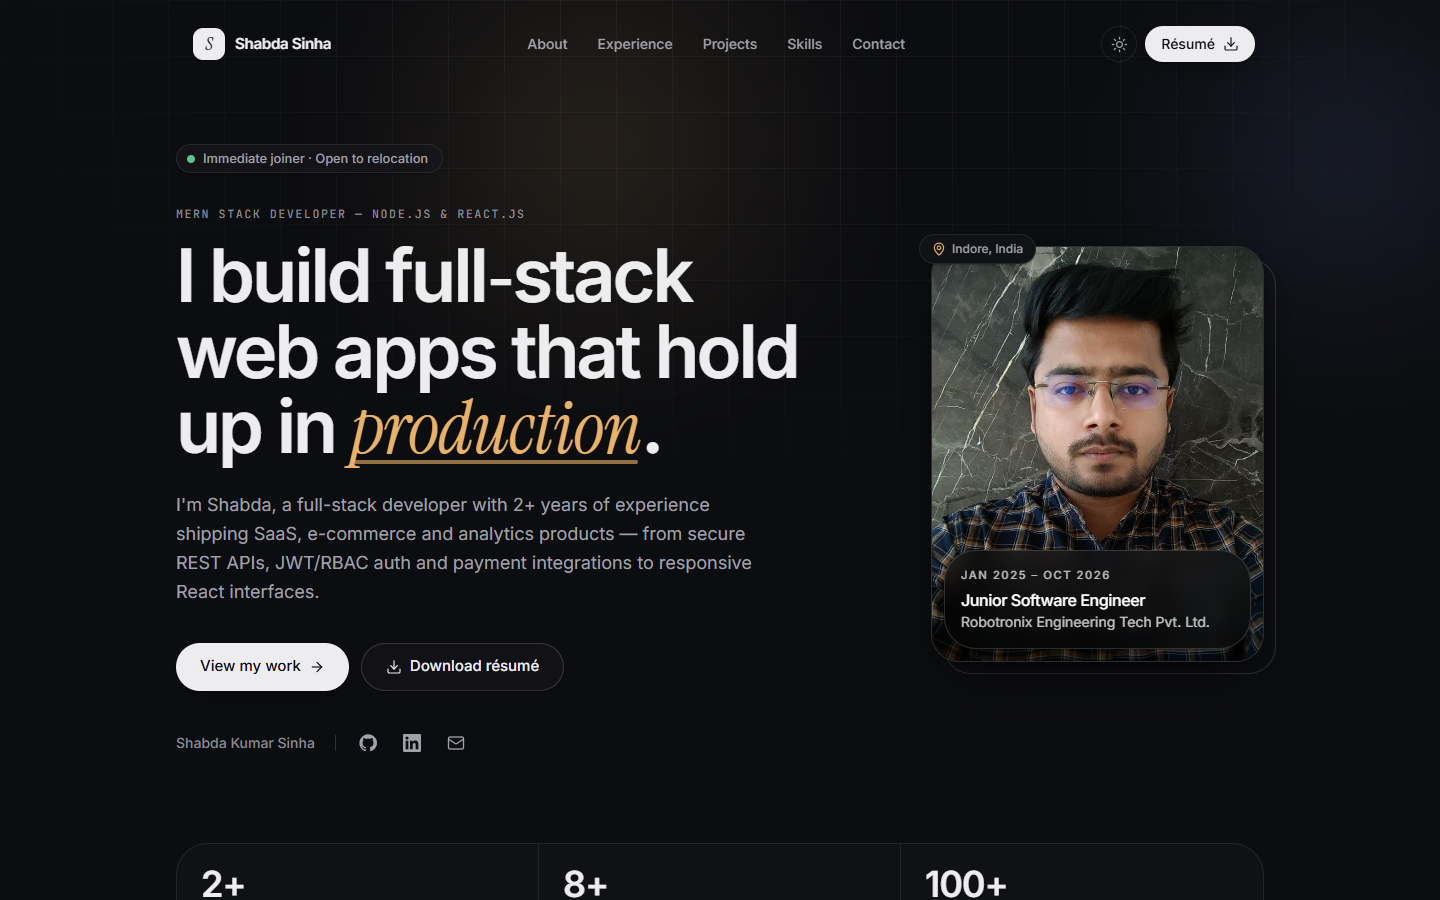 S Shabda Sinha
About Experience Projects Skills Contact
Résumé
Immediate joiner · Open to relocation
MERN STACK DEVELOPER — NODE.JS & REACT.JS
I build full-stack
web apps that hold
up in production.
I'm Shabda, a full-stack developer with 2+ years of experience
shipping SaaS, e-commerce and analytics products — from secure
REST APIs, JWT/RBAC auth and payment integrations to responsive
React interfaces.
View my work → Download résumé
Shabda Kumar Sinha in
Indore, India
JAN 2025 – OCT 2026
Junior Software Engineer
Robotronix Engineering Tech Pvt. Ltd.
2+ 8+ 100+